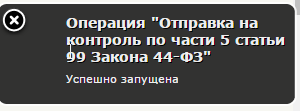 Операция "Отправка на
контроль по части 5 статьи
99 Закона 44-ФЗ"
Успешно запущена